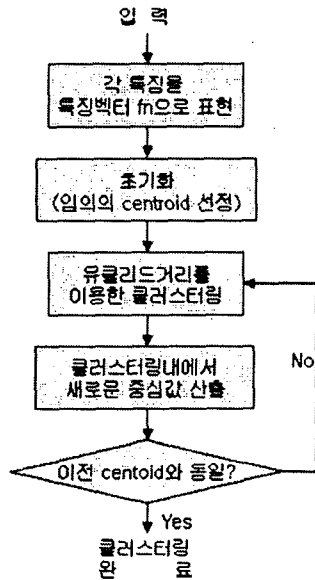 입 력
각 특징을
특징벡터 fn으로 표현
초기화
(임의의 centroid 선정)
유클리드거리를
이용한 클러스터링
클러스터링내에서
새로운 중심값 산출
No
이전 centoid와 동일?
Yes
클러스터링
완 료